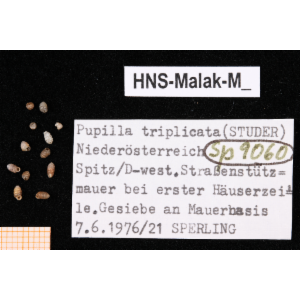 HNS-Malak-M_
Pupilla triplicata(STUDER)
Niederösterreich Sp 9060
Spitz/D-west.Straßenstütz=
mauer bei erster Häuserzei=
le.Gesiebe an Mauerbasis
7.6.1976/21 SPERLING